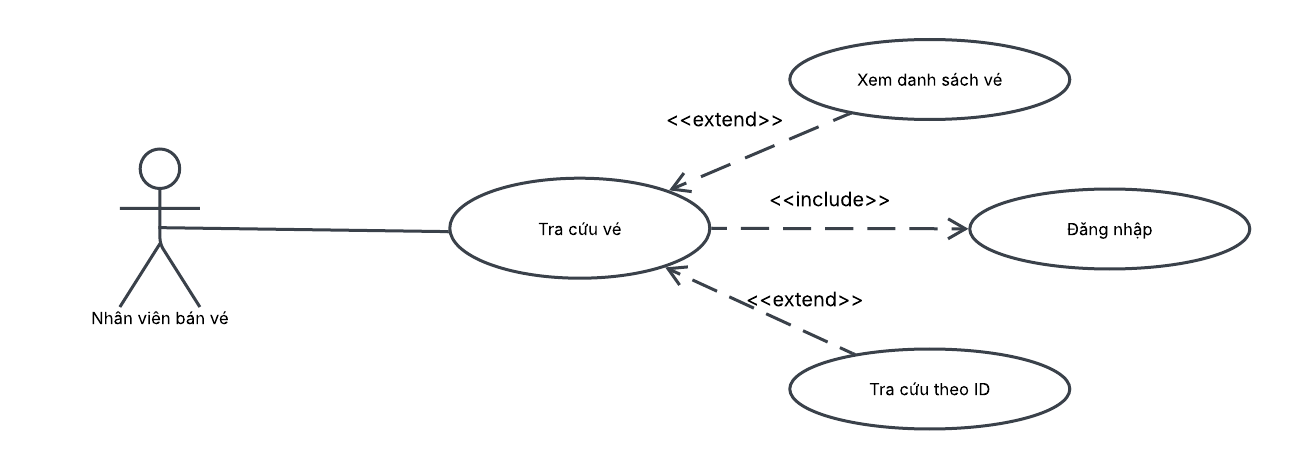 Xem danh sách vé
<<extend>>
<<include>>
Tra cứu vé
Đăng nhập
<<extend>>
Nhân viên bán vé
Tra cứu theo ID